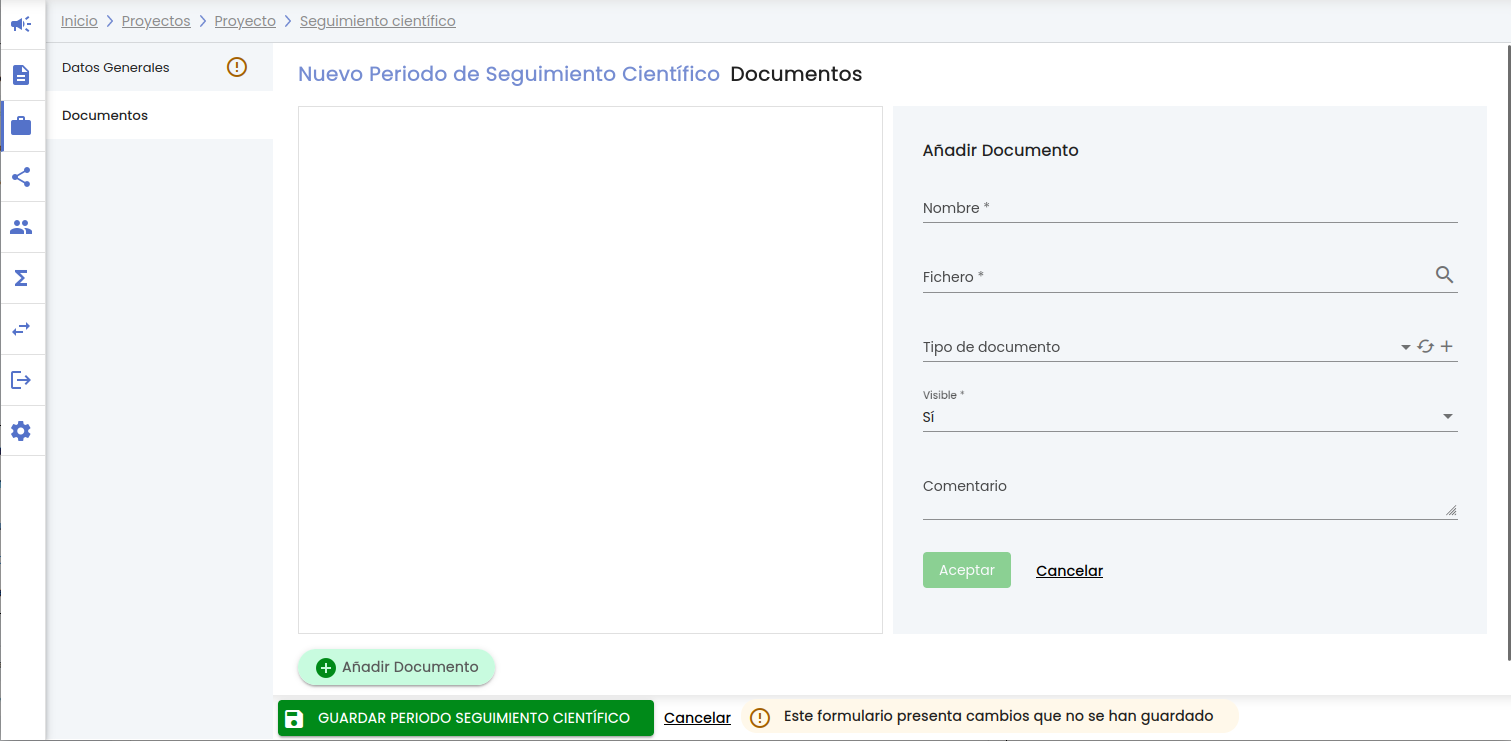 Inicio > Proyectos > Proyecto > Seguimiento científico
Datos Generales
Documentos
Nuevo Periodo de Seguimiento Científico Documentos
Añadir Documento
Nombre *
Fichero *
Tipo de documento
Visible *
Sí
Comentario
Aceptar Cancelar
Añadir Documento
GUARDAR PERIODO SEGUIMIENTO CIENTÍFICO Cancelar Este formulario presenta cambios que no se han guardado